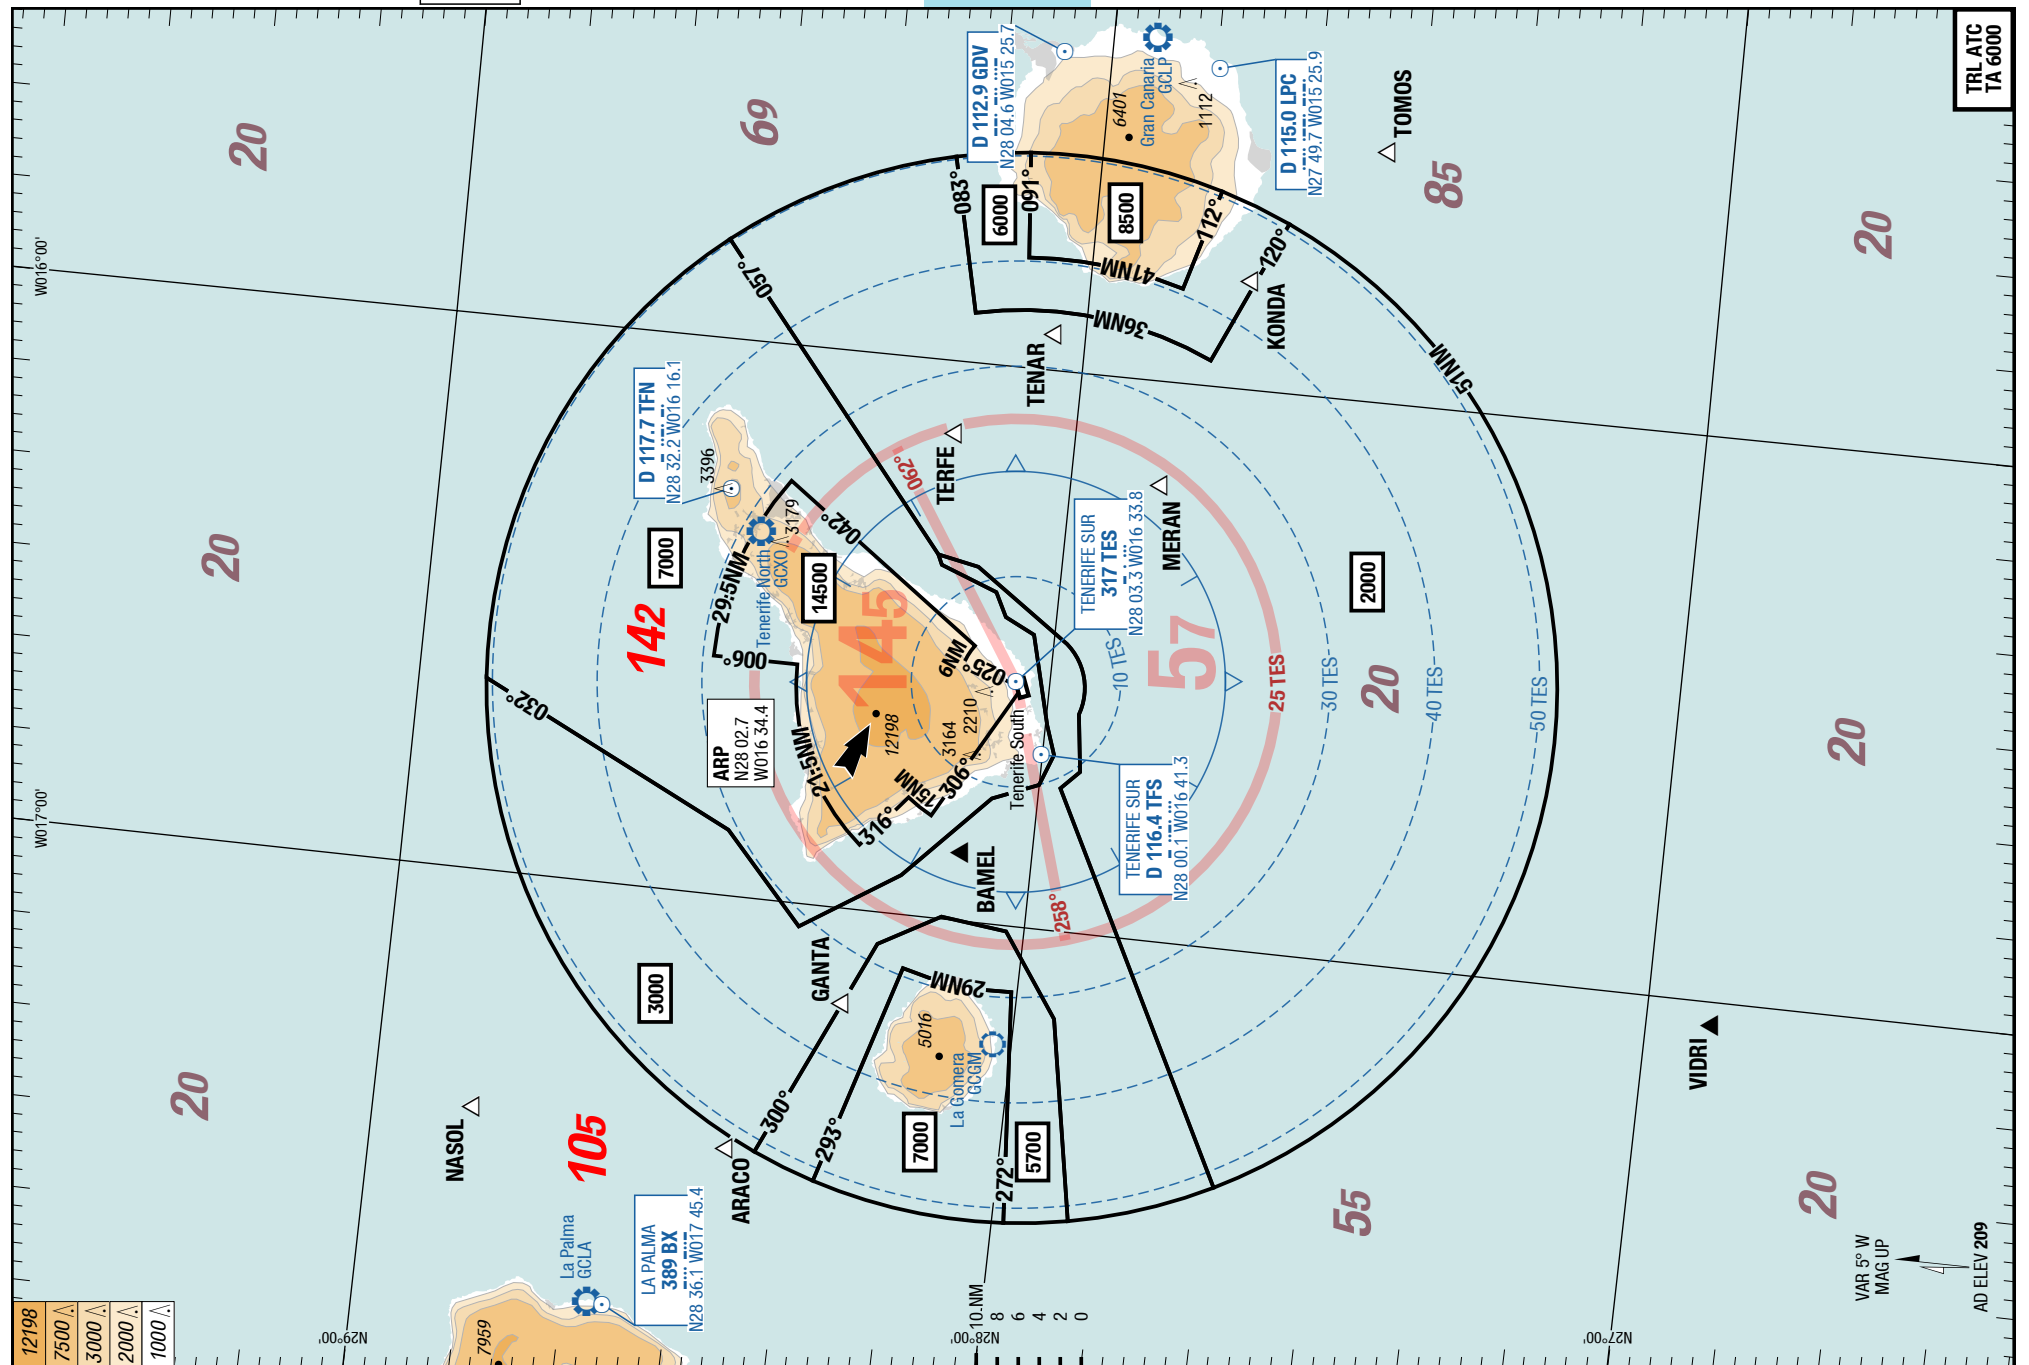 TRL ATC
TA 6000
12198
7500
3000
2000
1000
W017°00'
W016°00'
N29°00'
N28°00'
N27°00'
20
20
20
69
142
105
145
57
20
85
20
20
20
55
La Palma
GCLA
7959
LA PALMA
389 BX
N28 36.1 W017 45.4
NASOL
ARACO
GANTA
3000
032°
300°
293°
272°
7000
5700
29NM
5016
La Gomera
GCGM
ARP
N28 02.7
W016 34.4
D 117.7 TFN
N28 32.2 W016 16.1
3396
3179
Tenerife North
GCXO
7000
29.5NM
006°
14500
042°
057°
062°
21.5NM
12198
316°
15NM
306°
3164
2210
6NM
025°
Tenerife South
BAMEL
258°
TERFE
TENAR
MERAN
TENERIFE SUR
317 TES
N28 03.3 W016 33.8
TENERIFE SUR
D 116.4 TFS
N28 00.1 W016 41.3
10 TES
25 TES
30 TES
40 TES
50 TES
2000
51NM
D 112.9 GDV
N28 04.6 W015 25.7
083°
6000
091°
8500
112°
120°
41NM
36NM
KONDA
6401
Gran Canaria
GCLP
1112
D 115.0 LPC
N27 49.7 W015 25.9
TOMOS
VIDRI
10 NM
8
6
4
2
0
VAR 5° W
MAG UP
AD ELEV 209